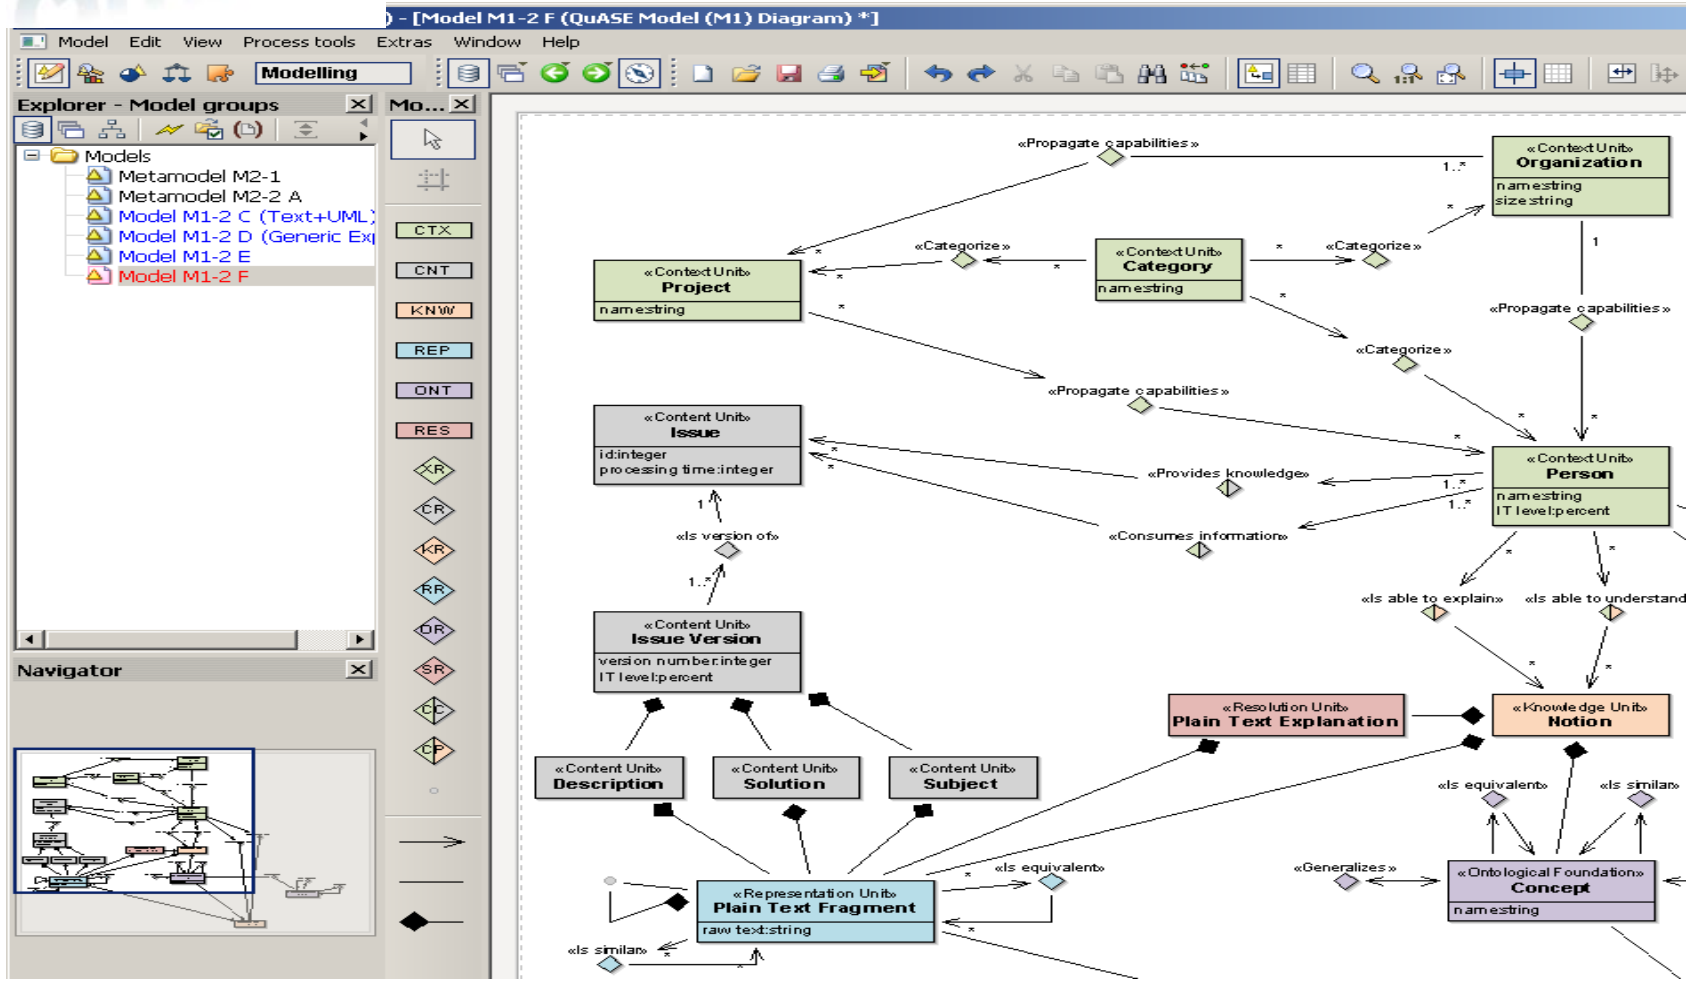 ) - [Model M1-2 F (QuASE Model (M1) Diagram) *]
Model Edit View Process tools Extras Window Help
Modelling
Explorer - Model groups
Mo...
Models
Metamodel M2-1
Metamodel M2-2 A
Model M1-2 C (Text+UML)
Model M1-2 D (Generic Exp
Model M1-2 E
Model M1-2 F
Navigator
CTX
CNT
KNW
REP
ONT
RES
XR
CR
KR
RR
OR
SR
CC
CP
«Propagate capabilities»
1..*
*
«Context Unit»
Organization
name:string
size:string
*
1
«Categorize»
*
*
«Context Unit»
Category
name:string
*
«Categorize»
*
«Context Unit»
Project
name:string
*
«Propagate capabilities»
*
«Categorize»
*
«Propagate capabilities»
*
«Content Unit»
Issue
id:integer
processing time:integer
*
*
«Provides knowledge»
1..*
«Consumes information»
1..*
«Context Unit»
Person
name:string
IT level:percent
1
«Is version of»
1..*
*
*
«Is able to explain» «Is able to understand
*
*
«Content Unit»
Issue Version
version number:integer
IT level:percent
«Resolution Unit»
Plain Text Explanation
«Knowledge Unit»
Notion
«Content Unit»
Description
«Content Unit»
Solution
«Content Unit»
Subject
«Is equivalent»
«Is similar»
«Is equivalent»
*
*
«Generalizes»
«Representation Unit»
Plain Text Fragment
raw text:string
«Ontological Foundation»
Concept
name:string
«Is similar»
*
*